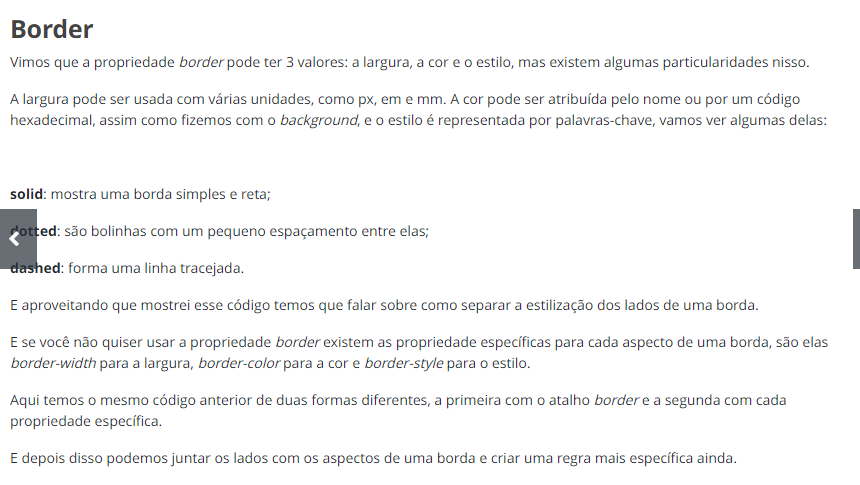 Border
Vimos que a propriedade border pode ter 3 valores: a largura, a cor e o estilo, mas existem algumas particularidades nisso.
A largura pode ser usada com várias unidades, como px, em e mm. A cor pode ser atribuída pelo nome ou por um código
hexadecimal, assim como fizemos com o background, e o estilo é representada por palavras-chave, vamos ver algumas delas:
solid: mostra uma borda simples e reta;
dotted: são bolinhas com um pequeno espaçamento entre elas;
dashed: forma uma linha tracejada.
E aproveitando que mostrei esse código temos que falar sobre como separar a estilização dos lados de uma borda.
E se você não quiser usar a propriedade border existem as propriedade específicas para cada aspecto de uma borda, são elas
border-width para a largura, border-color para a cor e border-style para o estilo.
Aqui temos o mesmo código anterior de duas formas diferentes, a primeira com o atalho border e a segunda com cada
propriedade específica.
E depois disso podemos juntar os lados com os aspectos de uma borda e criar uma regra mais específica ainda.